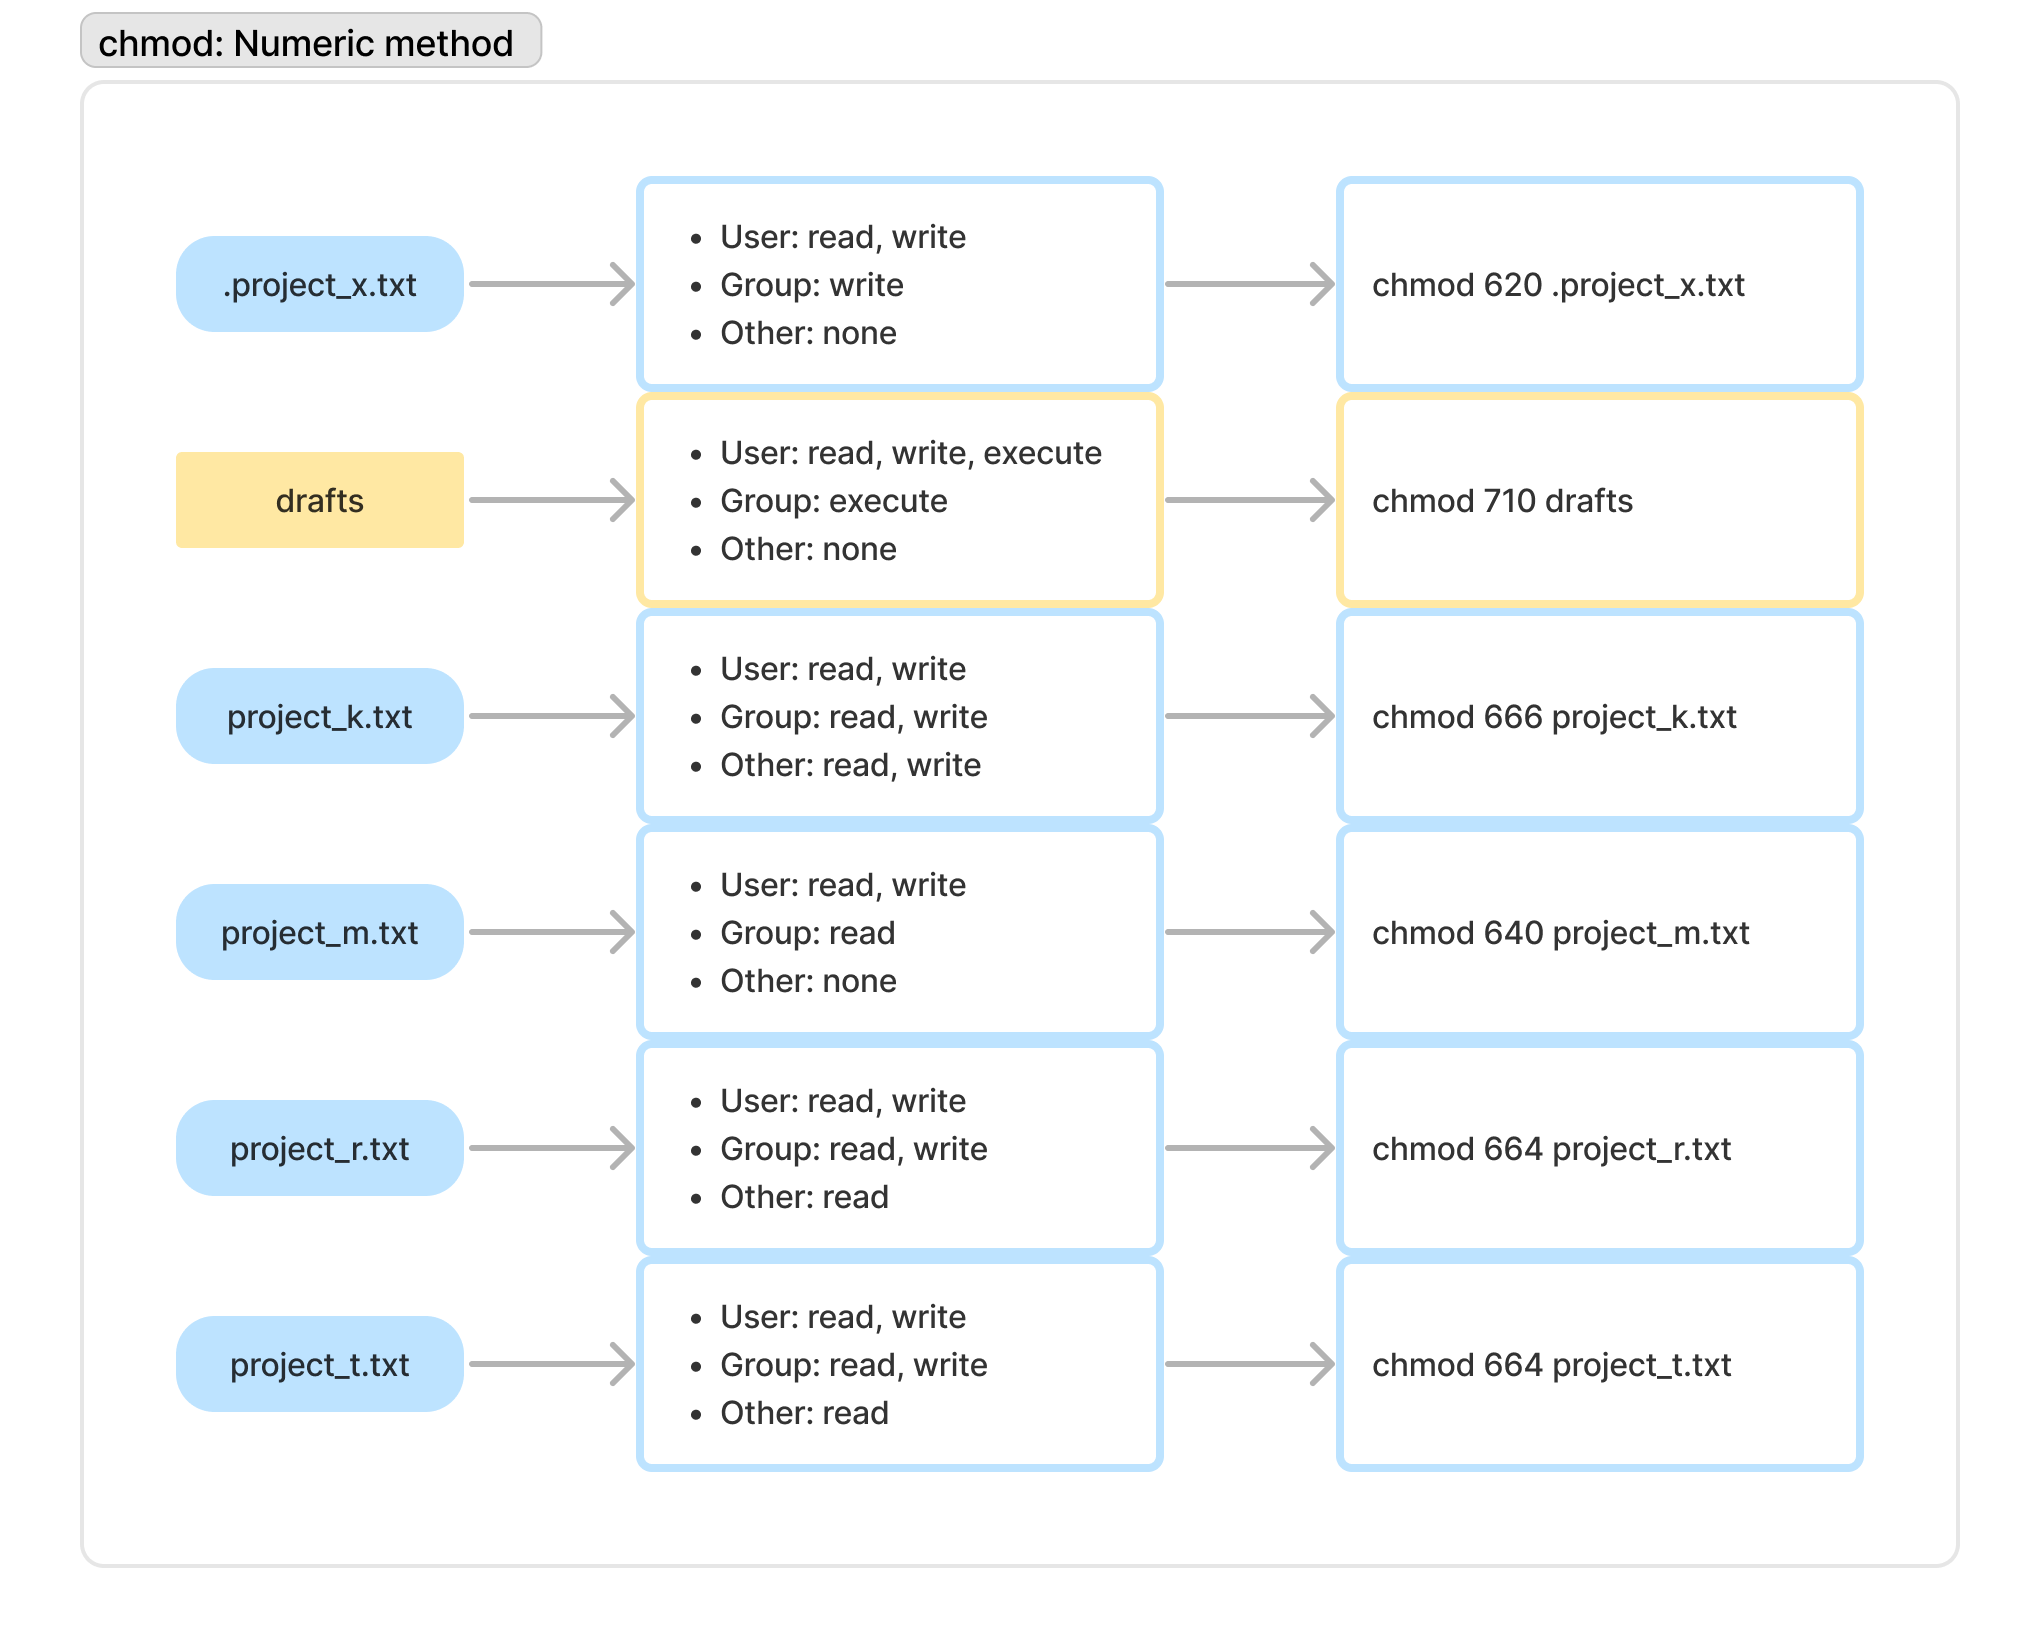 chmod: Numeric method
.project_x.txt
• User: read, write
• Group: write
• Other: none
chmod 620 .project_x.txt
drafts
• User: read, write, execute
• Group: execute
• Other: none
chmod 710 drafts
project_k.txt
• User: read, write
• Group: read, write
• Other: read, write
chmod 666 project_k.txt
project_m.txt
• User: read, write
• Group: read
• Other: none
chmod 640 project_m.txt
project_r.txt
• User: read, write
• Group: read, write
• Other: read
chmod 664 project_r.txt
project_t.txt
• User: read, write
• Group: read, write
• Other: read
chmod 664 project_t.txt